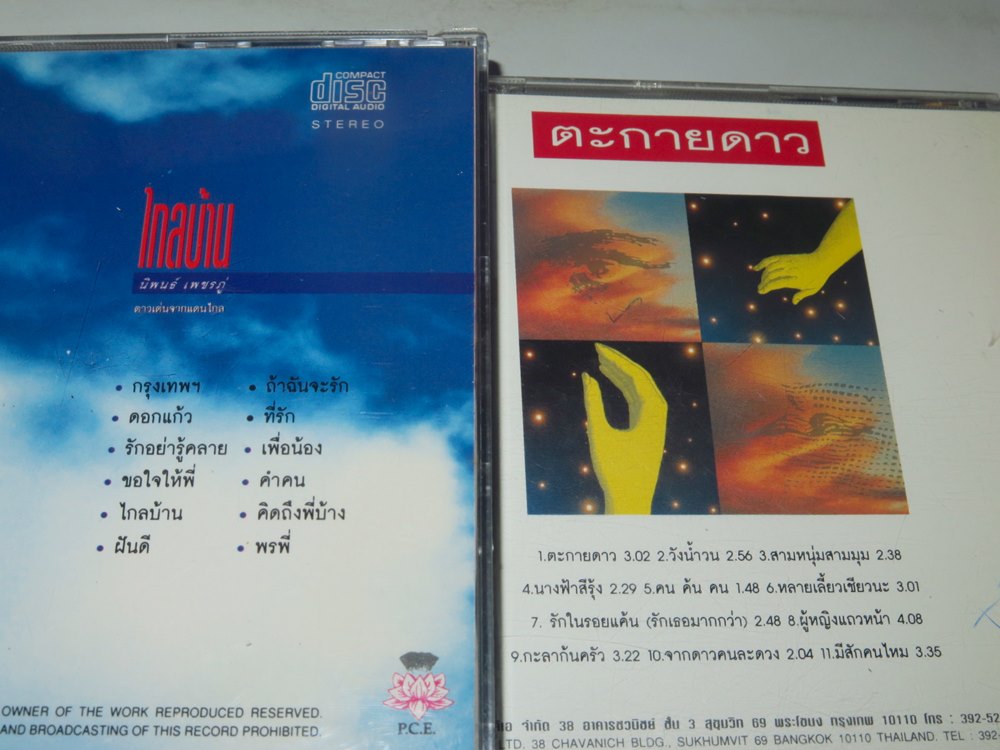 COMPACT
disc
DIGITAL AUDIO
STEREO
ไกลบ้าน
นิพนธ์ เพชรภู่
ดาวเด่นจากแดนไกล
• กรุงเทพฯ • ถ้าฉันจะรัก
• ดอกแก้ว • ที่รัก
• รักอย่ารู้คลาย • เพื่อน้อง
• ขอใจให้พี่ • คำคน
• ไกลบ้าน • คิดถึงพี่บ้าง
• ฝันดี • พรพี่
OWNER OF THE WORK REPRODUCED RESERVED.
AND BROADCASTING OF THIS RECORD PROHIBITED.
P.C.E.
ตะกายดาว
1.ตะกายดาว 3.02 2.วังน้ำวน 2.56 3.สามหนุ่มสามมุม 2.38
4.นางฟ้าสีรุ้ง 2.29 5.คน ค้น คน 1.48 6.หลายเลี้ยวเชียวนะ 3.01
7. รักในรอยแค้น (รักเธอมากกว่า) 2.48 8.ผู้หญิงแถวหน้า 4.08
9.กะลาก้นครัว 3.22 10.จากดาวคนละดวง 2.04 11.มีสักคนไหม 3.35
จำกัด 38 อาคารชวนิชย์ ชั้น 3 สุขุมวิท 69 พระโขนง กรุงเทพ 10110 โทร : 392-52
LTD. 38 CHAVANICH BLDG., SUKHUMVIT 69 BANGKOK 10110 THAILAND. TEL : 392-